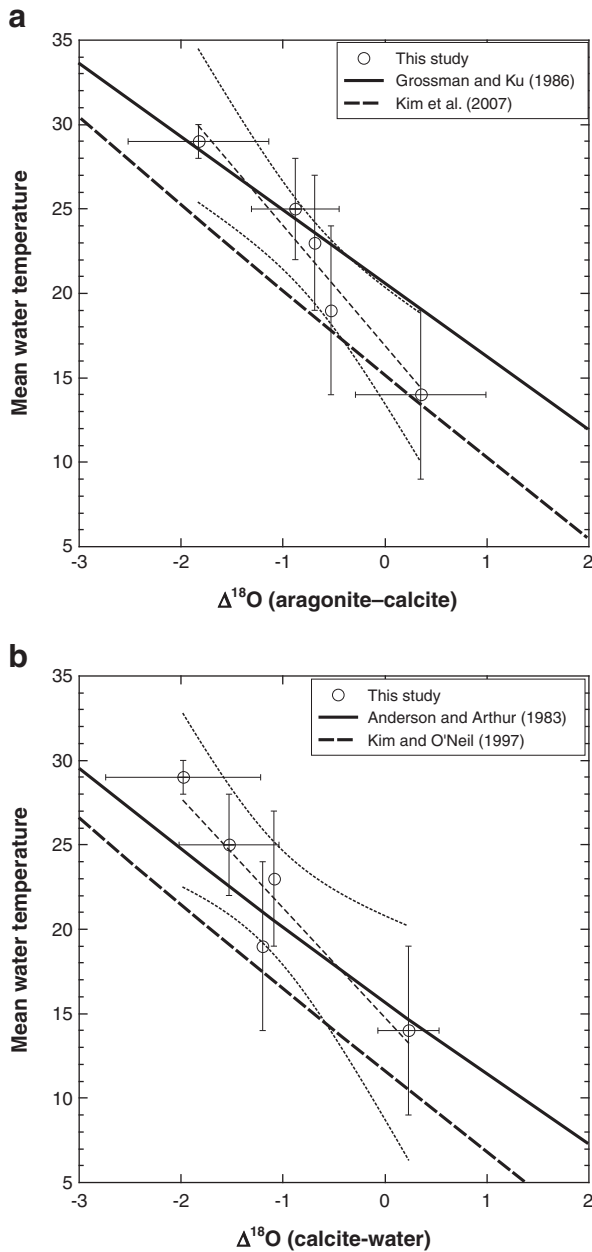 a
35
30
25
20
15
10
5
Mean water temperature
This study
Grossman and Ku (1986)
Kim et al. (2007)
-3 -2 -1 0 1 2
Δ¹⁸O (aragonite–calcite)
b
35
30
25
20
15
10
5
Mean water temperature
This study
Anderson and Arthur (1983)
Kim and O'Neil (1997)
-3 -2 -1 0 1 2
Δ¹⁸O (calcite-water)